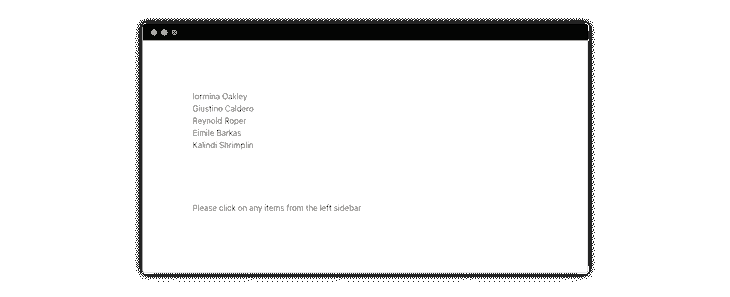 Iormina Oakley
Giustino Caldero
Reynold Roper
Eimile Barkas
Kalindi Shrimplin
Please click on any items from the left sidebar